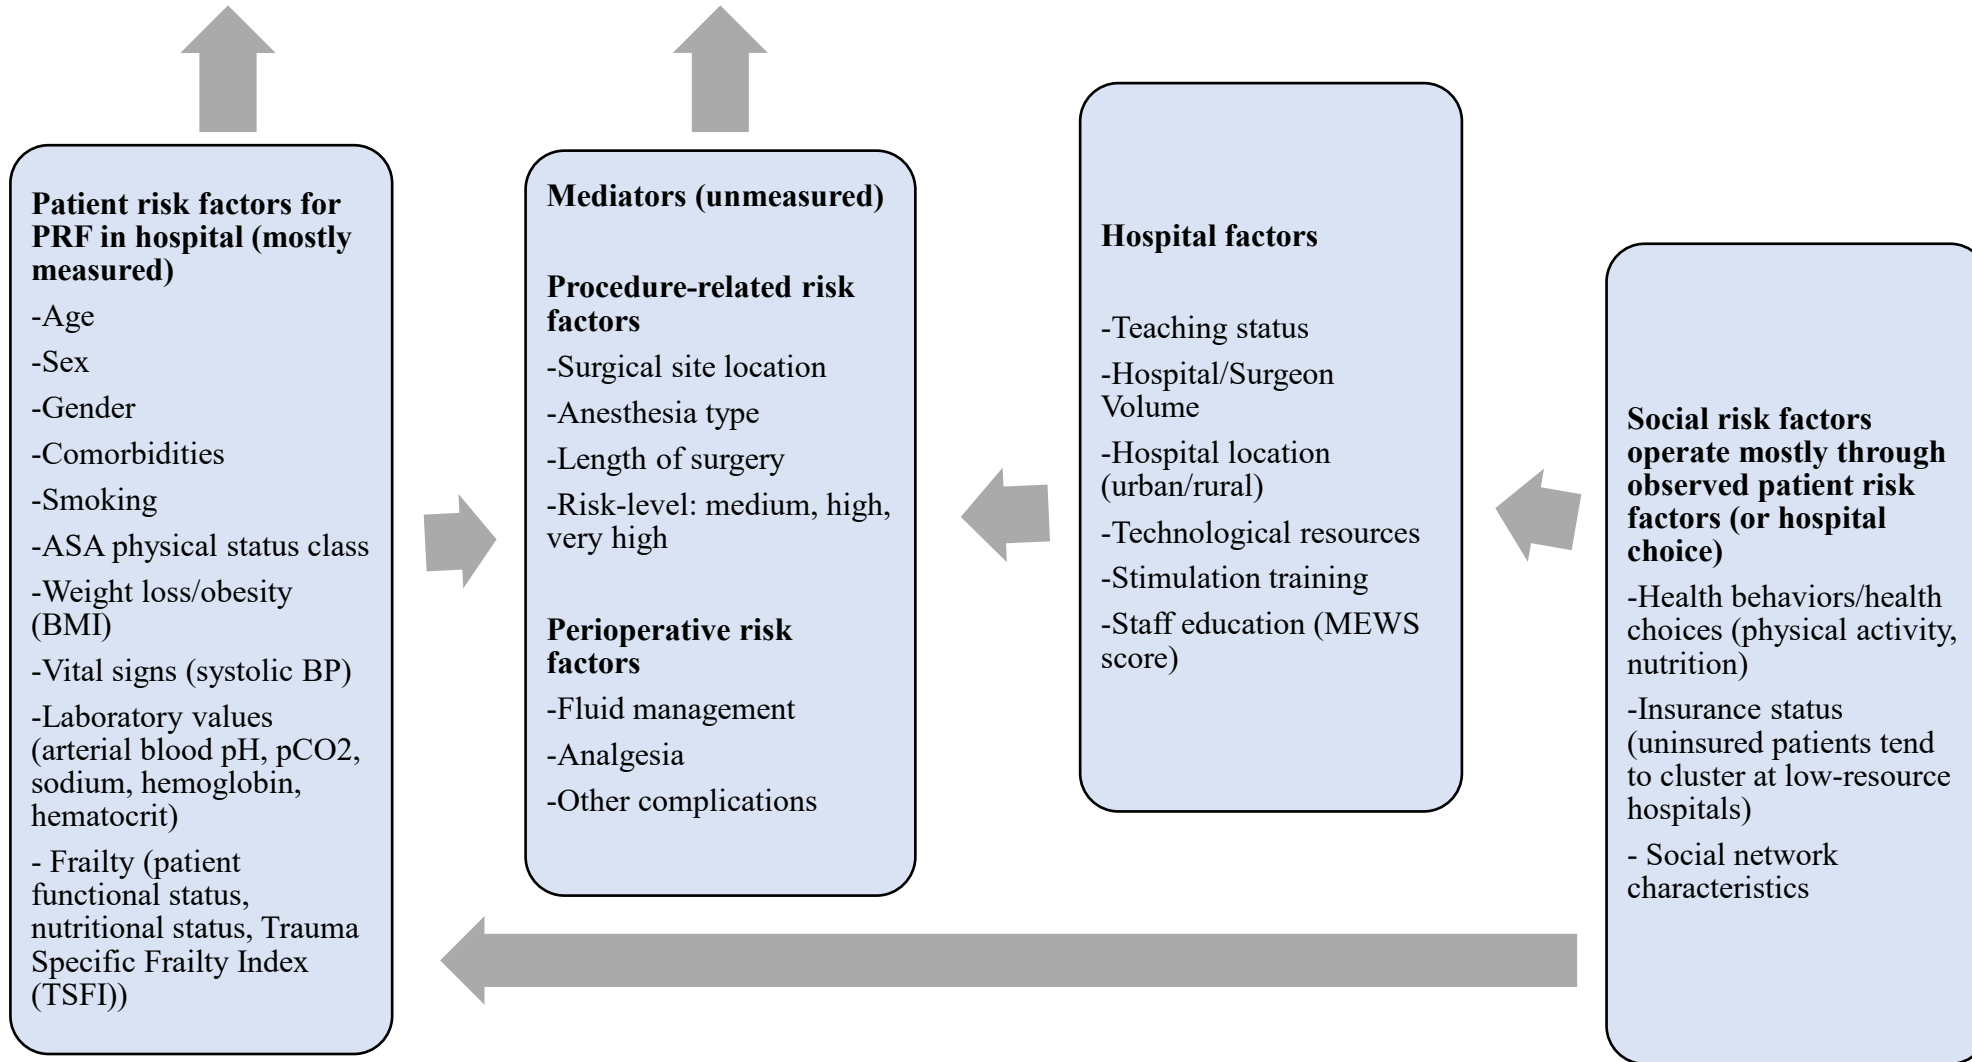 Patient risk factors for
PRF in hospital (mostly
measured)
-Age
-Sex
-Gender
-Comorbidities
-Smoking
-ASA physical status class
-Weight loss/obesity
(BMI)
-Vital signs (systolic BP)
-Laboratory values
(arterial blood pH, pCO2,
sodium, hemoglobin,
hematocrit)
- Frailty (patient
functional status,
nutritional status, Trauma
Specific Frailty Index
(TSFI))
Mediators (unmeasured)
Procedure-related risk
factors
-Surgical site location
-Anesthesia type
-Length of surgery
-Risk-level: medium, high,
very high
Perioperative risk
factors
-Fluid management
-Analgesia
-Other complications
Hospital factors
-Teaching status
-Hospital/Surgeon
Volume
-Hospital location
(urban/rural)
-Technological resources
-Stimulation training
-Staff education (MEWS
score)
Social risk factors
operate mostly through
observed patient risk
factors (or hospital
choice)
-Health behaviors/health
choices (physical activity,
nutrition)
-Insurance status
(uninsured patients tend
to cluster at low-resource
hospitals)
- Social network
characteristics